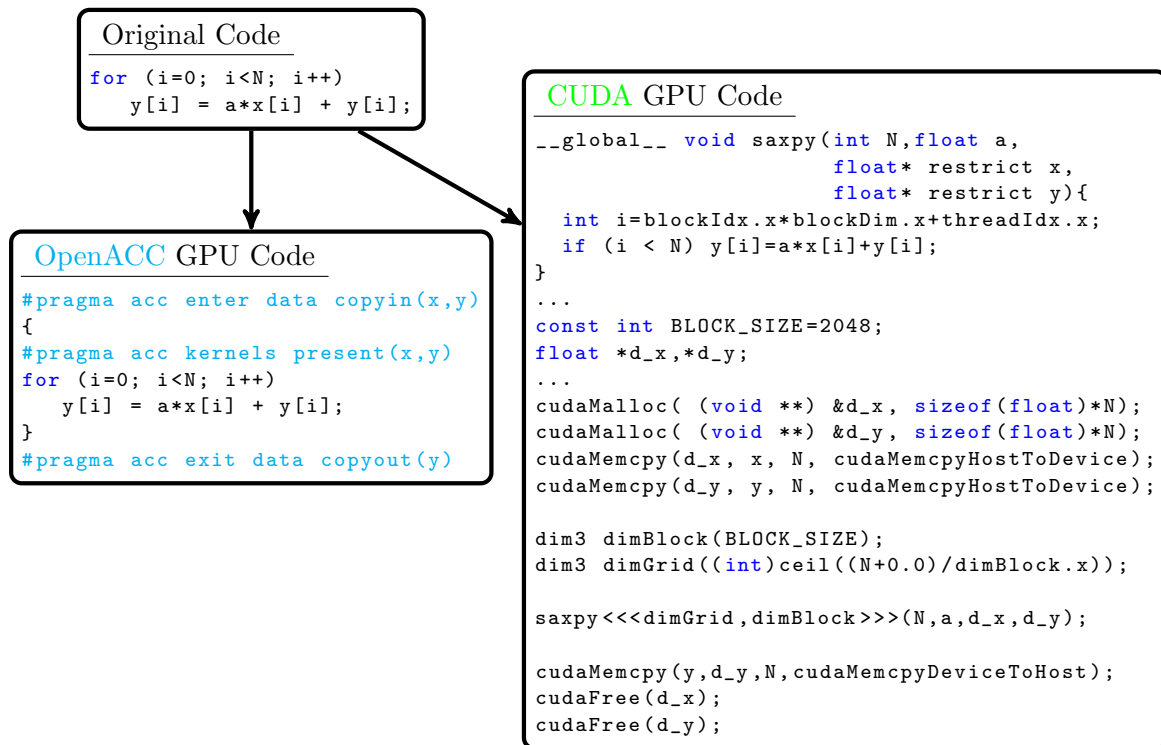 Original Code
for (i=0; i<N; i++)
   y[i] = a*x[i] + y[i];
OpenACC GPU Code
#pragma acc enter data copyin(x,y)
{
#pragma acc kernels present(x,y)
for (i=0; i<N; i++)
   y[i] = a*x[i] + y[i];
}
#pragma acc exit data copyout(y)
CUDA GPU Code
__global__ void saxpy(int N,float a,
                      float* restrict x,
                      float* restrict y){
  int i=blockIdx.x*blockDim.x+threadIdx.x;
  if (i < N) y[i]=a*x[i]+y[i];
}
...
const int BLOCK_SIZE=2048;
float *d_x,*d_y;
...
cudaMalloc( (void **) &d_x, sizeof(float)*N);
cudaMalloc( (void **) &d_y, sizeof(float)*N);
cudaMemcpy(d_x, x, N, cudaMemcpyHostToDevice);
cudaMemcpy(d_y, y, N, cudaMemcpyHostToDevice);
dim3 dimBlock(BLOCK_SIZE);
dim3 dimGrid((int)ceil((N+0.0)/dimBlock.x));
saxpy<<<dimGrid,dimBlock>>>(N,a,d_x,d_y);
cudaMemcpy(y,d_y,N,cudaMemcpyDeviceToHost);
cudaFree(d_x);
cudaFree(d_y);